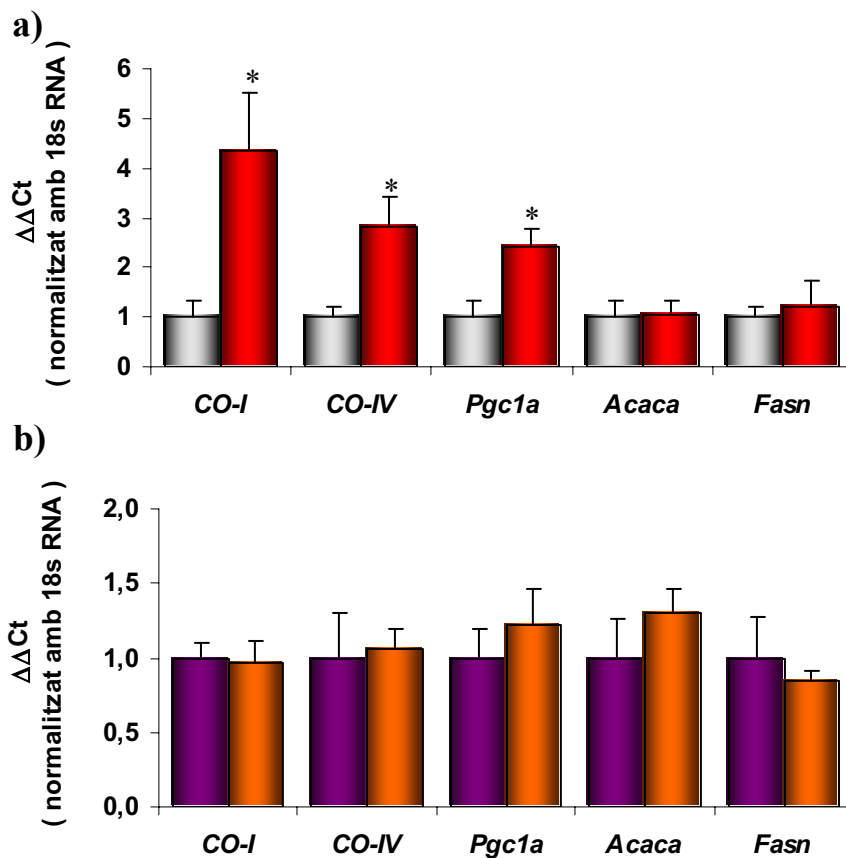 a)
ΔΔCt
( normalitzat amb 18s RNA)
6
5
4
3
2
1
0
*
*
*
CO-I CO-IV Pgc1a Acaca Fasn
b)
ΔΔCt
( normalitzat amb 18s RNA)
2,0
1,5
1,0
0,5
0,0
CO-I CO-IV Pgc1a Acaca Fasn